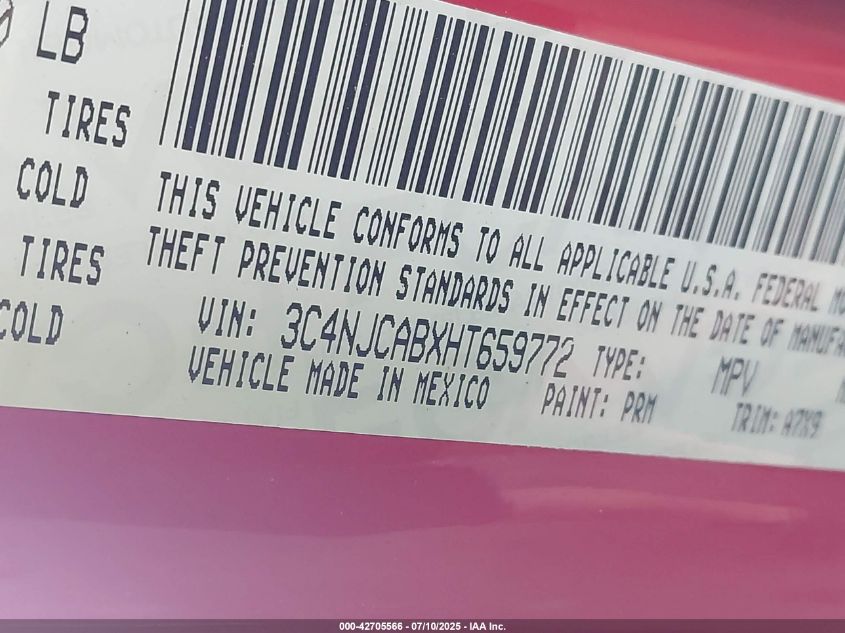 LB
TIRES
COLD
TIRES
COLD
THIS VEHICLE CONFORMS TO ALL APPLICABLE U.S.A. FEDERAL
THEFT PREVENTION STANDARDS IN EFFECT ON THE DATE OF
VIN: 3C4NJCABXHT659772 TYPE: MPV
VEHICLE MADE IN MEXICO PAINT: PRM TRIM: A7X9
000-42705566 - 07/10/2025 - IAA Inc.